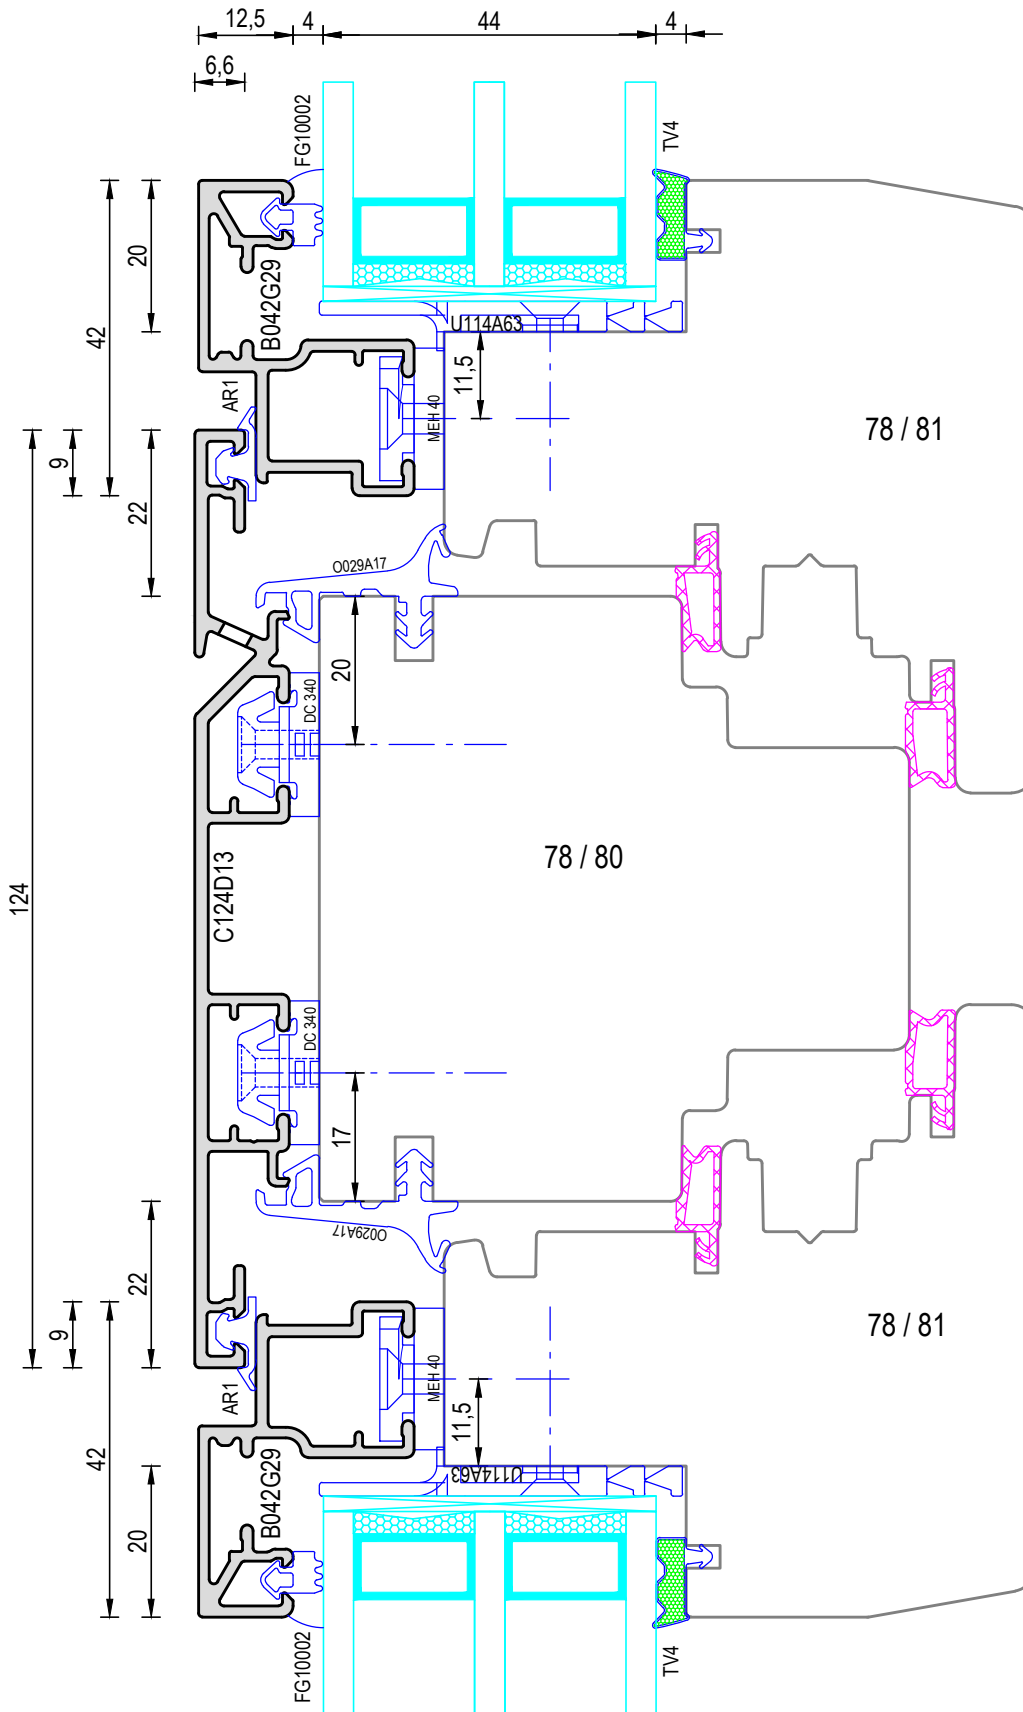 12,5
4
44
4
6,6
FG10002
TV4
20
42
B042G29
U114A63
11,5
AR1
MEH 40
78 / 81
9
22
O029A17
20
DC 340
124
78 / 80
C124D13
DC 340
17
O029A17
22
9
78 / 81
AR1
MEH 40
11,5
42
B042G29
U114A63
20
FG10002
TV4